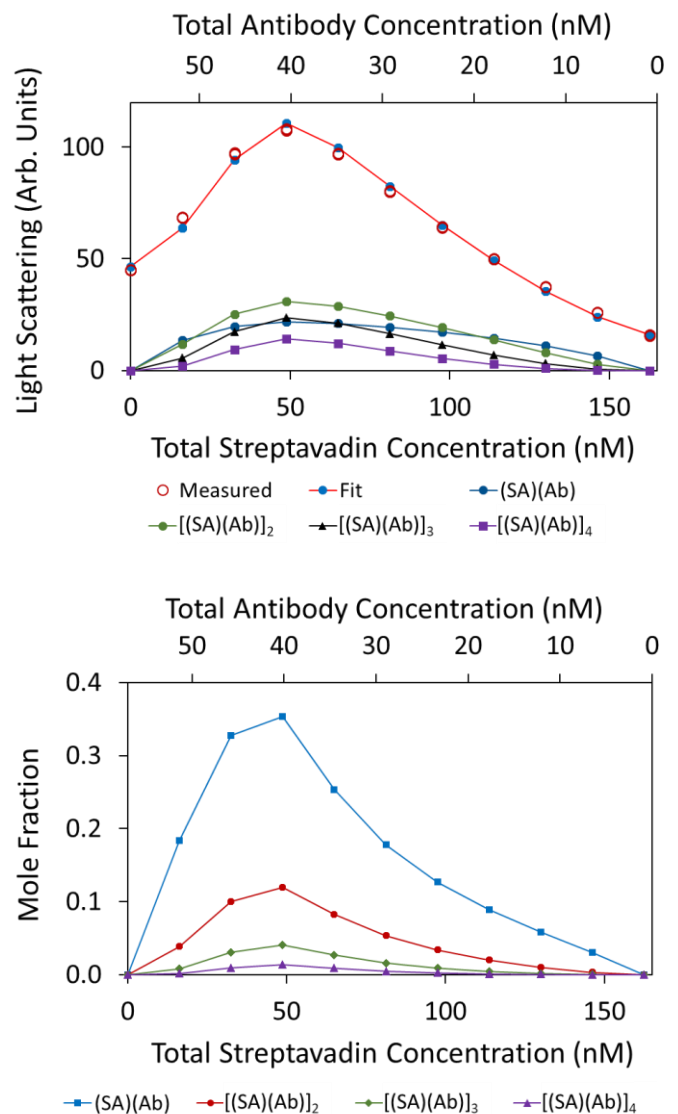 Total Antibody Concentration (nM)
50 40 30 20 10 0
Light Scattering (Arb. Units)
100
50
0
0 50 100 150
Total Streptavadin Concentration (nM)
Measured Fit (SA)(Ab)
[(SA)(Ab)]₂ [(SA)(Ab)]₃ [(SA)(Ab)]₄
Total Antibody Concentration (nM)
50 40 30 20 10 0
Mole Fraction
0.4
0.3
0.2
0.1
0.0
0 50 100 150
Total Streptavadin Concentration (nM)
(SA)(Ab) [(SA)(Ab)]₂ [(SA)(Ab)]₃ [(SA)(Ab)]₄